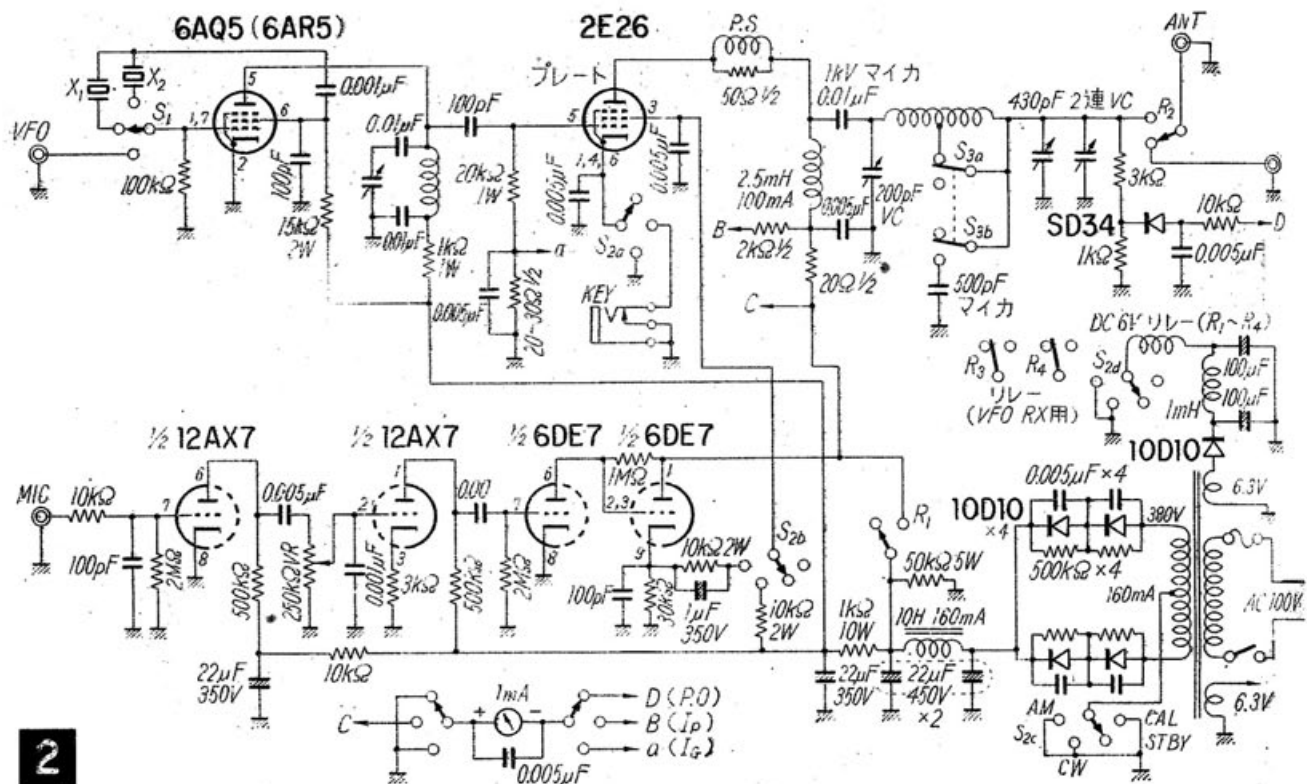 6AQ5 (6AR5)
2E26
P.S
ANT
プレート
X1
X2
S1
VFO
5
1,7
6
2
0.001μF
100pF
100kΩ
100pF
15kΩ
2W
0.01μF
0.01μF
1kΩ
1W
20kΩ
1W
5
3
1,4,
6
0.005μF
0.005μF
50Ω ½
1kV マイカ
0.01μF
430pF 2連 VC
R2
S3a
S3b
2.5mH
100mA
0.005μF
200pF
VC
B
2kΩ ½
20Ω ½
C
3kΩ
SD34
10kΩ
D
1kΩ
0.005μF
500pF
マイカ
S2a
KEY
a
0.005μF
20~30Ω ½
DC 6V リレー (R1~R4)
R3
R4
リレー
(VFO RX用)
S2d
100μF
100μF
1mH
10D10
6.3V
½ 12AX7
½ 12AX7
½ 6DE7
½ 6DE7
MIC
10kΩ
100pF
2MΩ
7
6
8
0.005μF
500kΩ
250kΩVR
0.001μF
2
1
3
3kΩ
500kΩ
0.00
2MΩ
7
6
8
1MΩ
2,3
1
9
100pF
30kΩ
10kΩ 2W
1μF
350V
S2b
10kΩ
2W
R1
50kΩ 5W
1kΩ
10W
10H 160mA
22μF
350V
22μF
450V
×2
10kΩ
22μF
350V
10D10
×4
0.005μF×4
500kΩ×4
380V
160mA
AC 100V
6.3V
AM
S2c
CW
CAL
STBY
C
1mA
+
−
0.005μF
D (P.O)
B (IP)
a (IG)
2